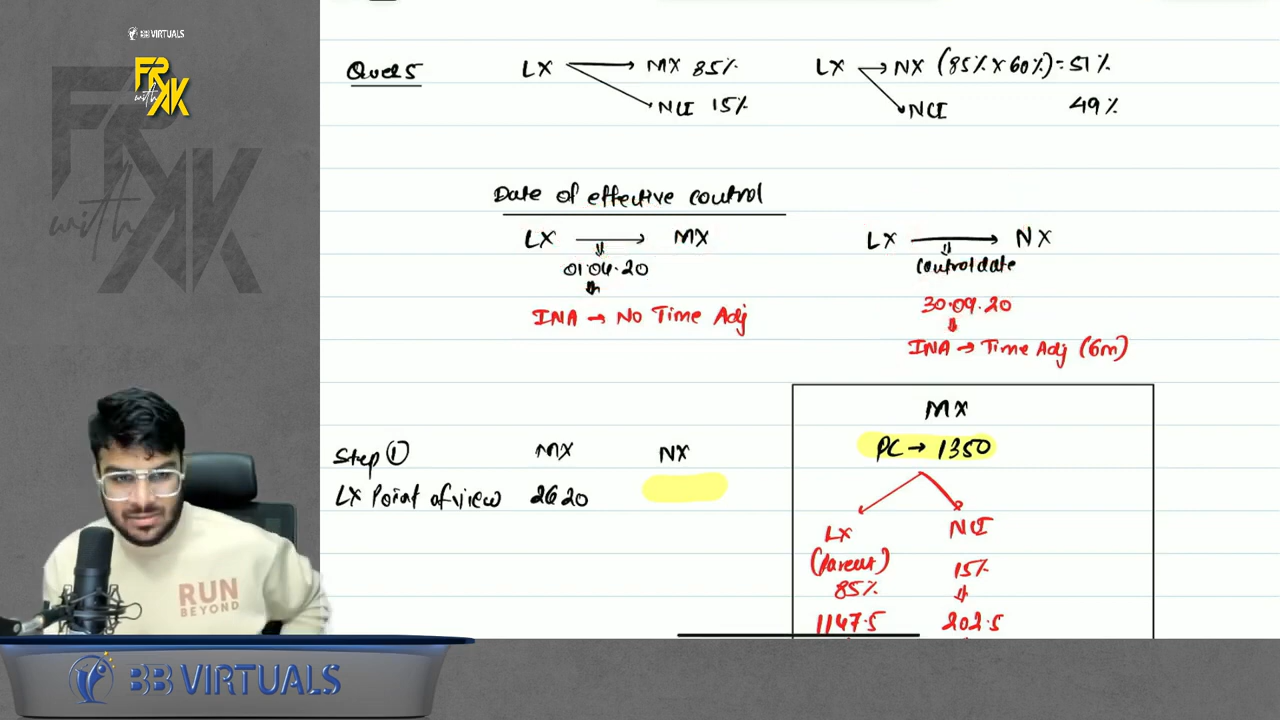 BB VIRTUALS
FR
with AK
FR
with AK
Ques 5
LX → MX 85%
NCI 15%
LX → NX (85% X 60%) = 51%
NCI 49%
Date of effective control
LX → MX
01.04.20
INA → No Time Adj
LX → NX
Control date
30.09.20
INA → Time Adj (6m)
Step ① MX NX
LX Point of view 2620
MX
PC → 1350
LX NCI
(Parent) 15%
85%
1147.5 202.5
RUN
BEYOND
BB VIRTUALS